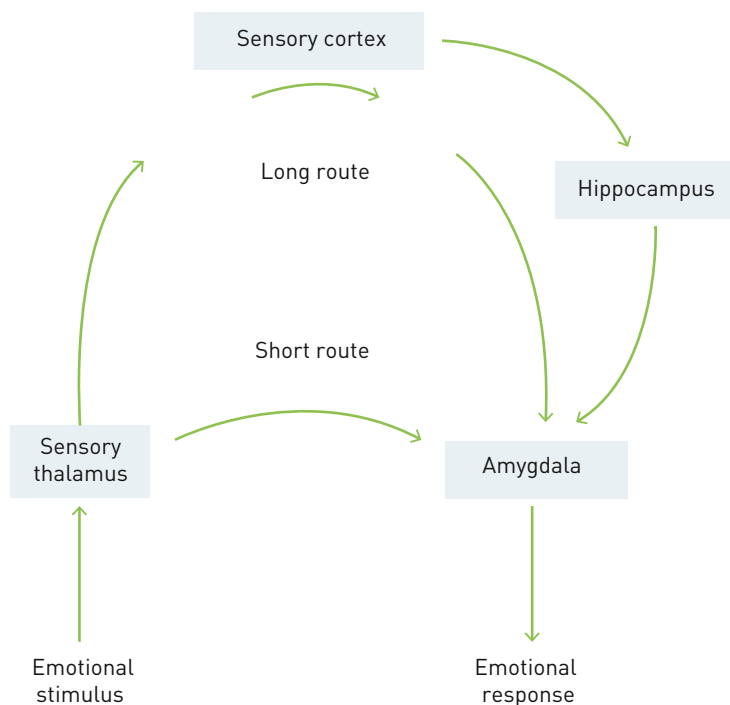 Sensory cortex
Long route
Hippocampus
Short route
Sensory
thalamus
Amygdala
Emotional
stimulus
Emotional
response